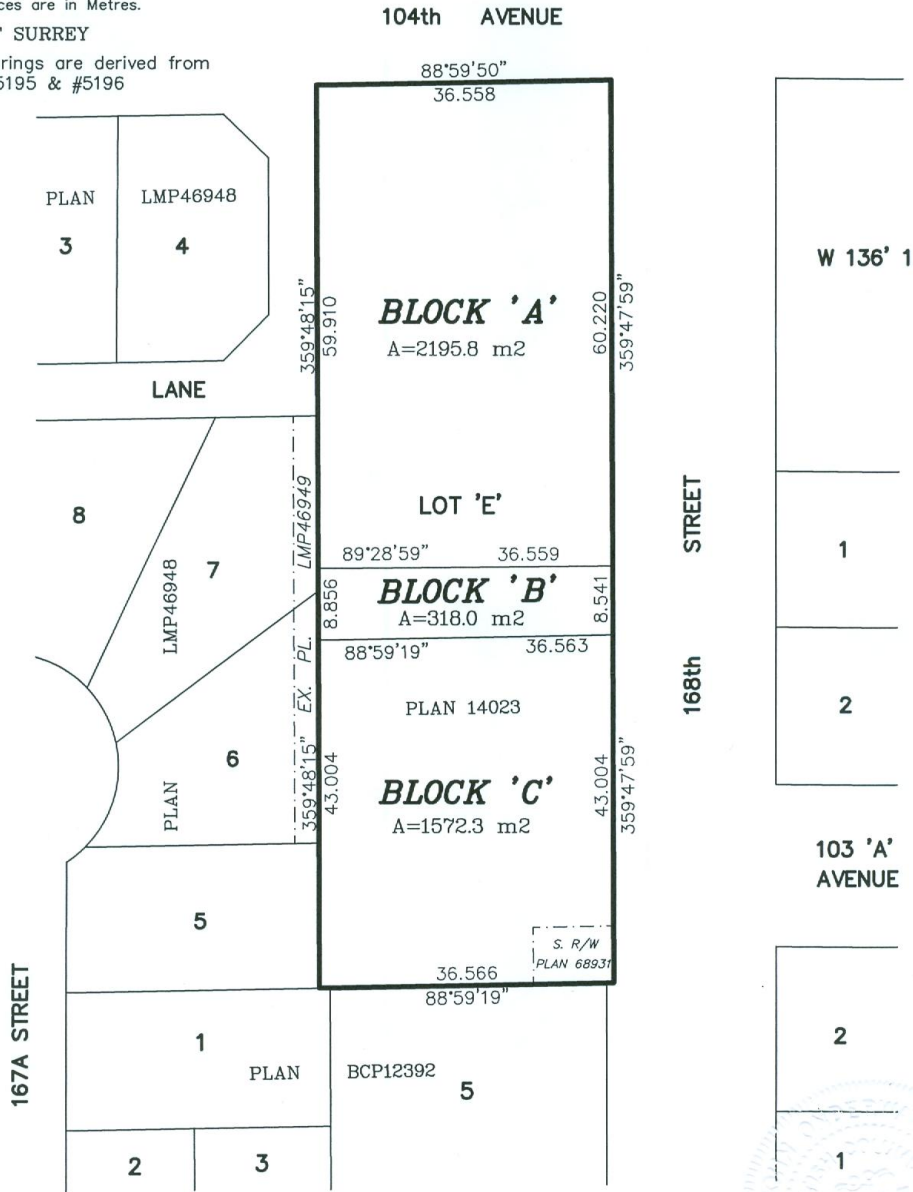 ces are in Metres.
SURREY
rings are derived from
5195 & #5196
104th AVENUE
88°59'50"
36.558
PLAN LMP46948
3
4
W 136' 1
359°48'15"
59.910
BLOCK 'A'
A=2195.8 m2
60.220
359°47'59"
LANE
LOT 'E'
89°28'59" 36.559
8
7
LMP46948
EX. PL. LMP46949
8.856
BLOCK 'B'
A=318.0 m2
8.541
88°59'19" 36.563
168th STREET
1
2
PLAN 14023
6
PLAN
359°48'15"
43.004
BLOCK 'C'
A=1572.3 m2
43.004
359°47'59"
103 'A'
AVENUE
5
S. R/W
PLAN 68931
36.566
88°59'19"
167A STREET
1
PLAN BCP12392
5
2
2
3
1